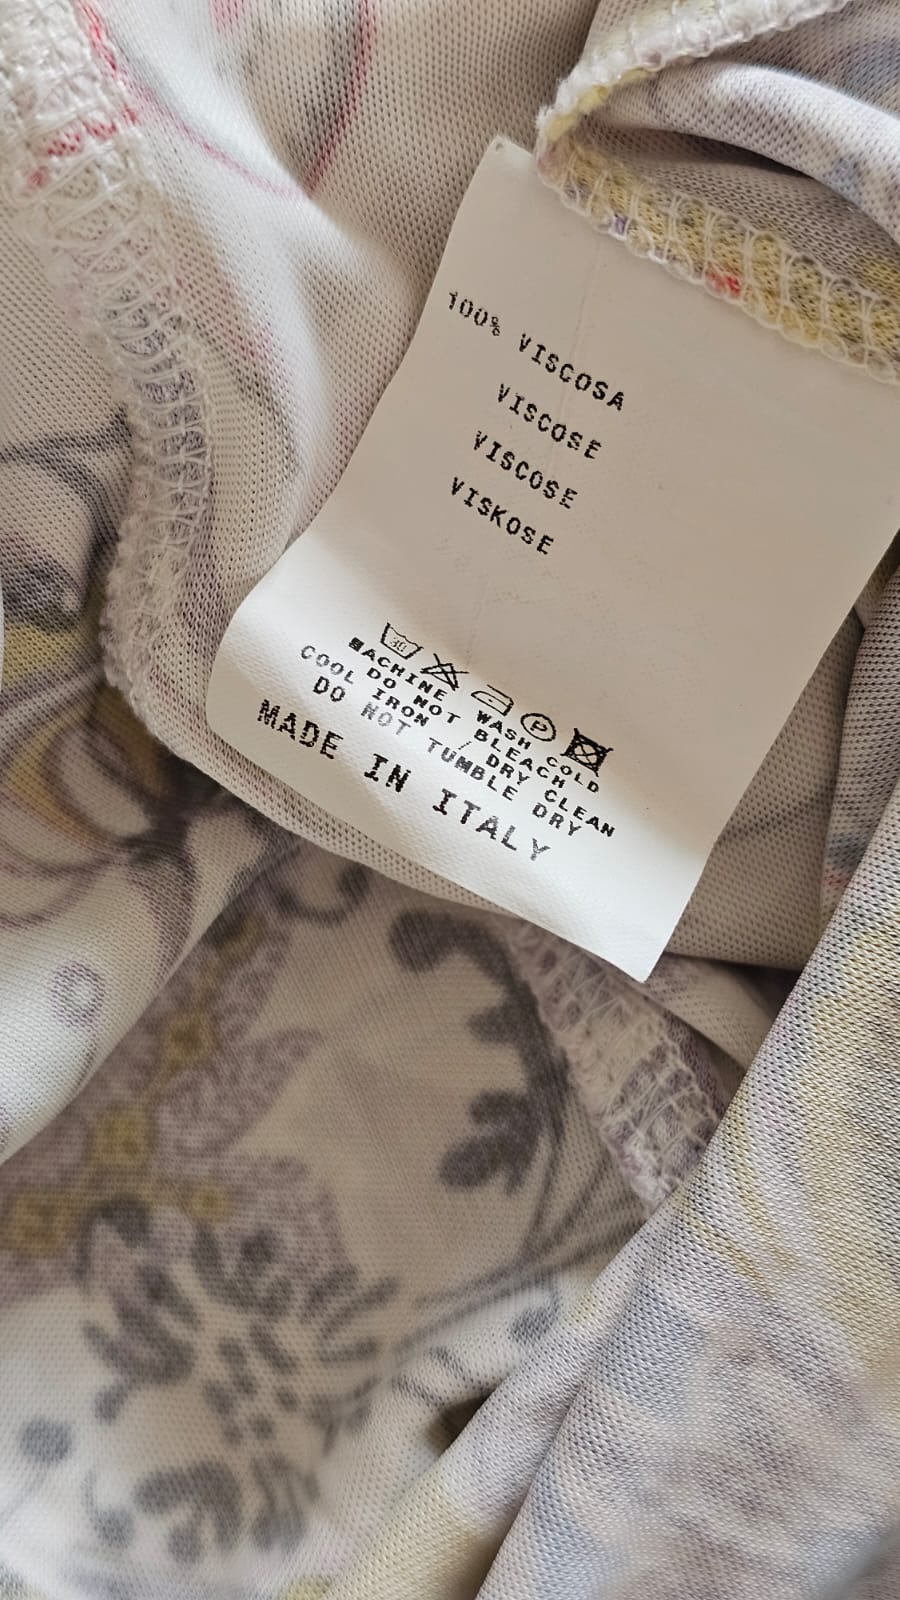 100% VISCOSA
VISCOSE
VISCOSE
VISKOSE
30
P
MACHINE WASH COLD
DO NOT BLEACH
COOL IRON / DRY CLEAN
DO NOT TUMBLE DRY
MADE IN ITALY